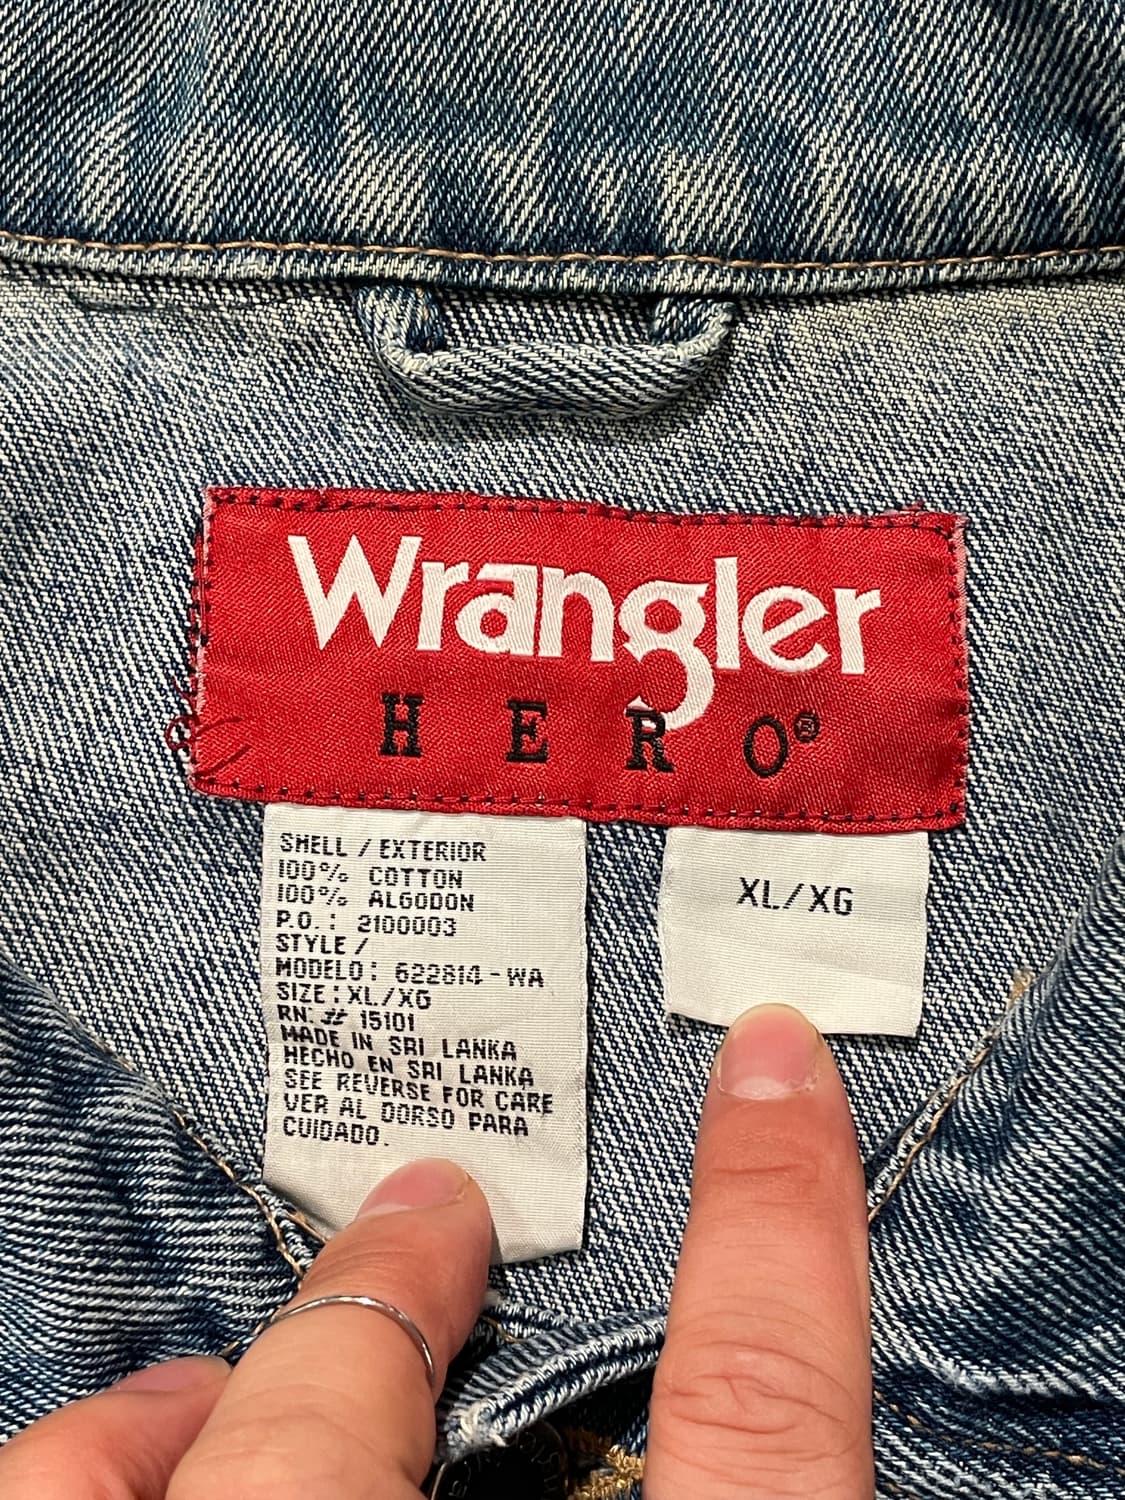 Wrangler
HERO®
SHELL / EXTERIOR
100% COTTON
100% ALGODON
P.O.: 2100003
STYLE /
MODELO: 622814-WA
SIZE: XL/XG
RN: # 15101
MADE IN SRI LANKA
HECHO EN SRI LANKA
SEE REVERSE FOR CARE
VER AL DORSO PARA
CUIDADO.
XL/XG